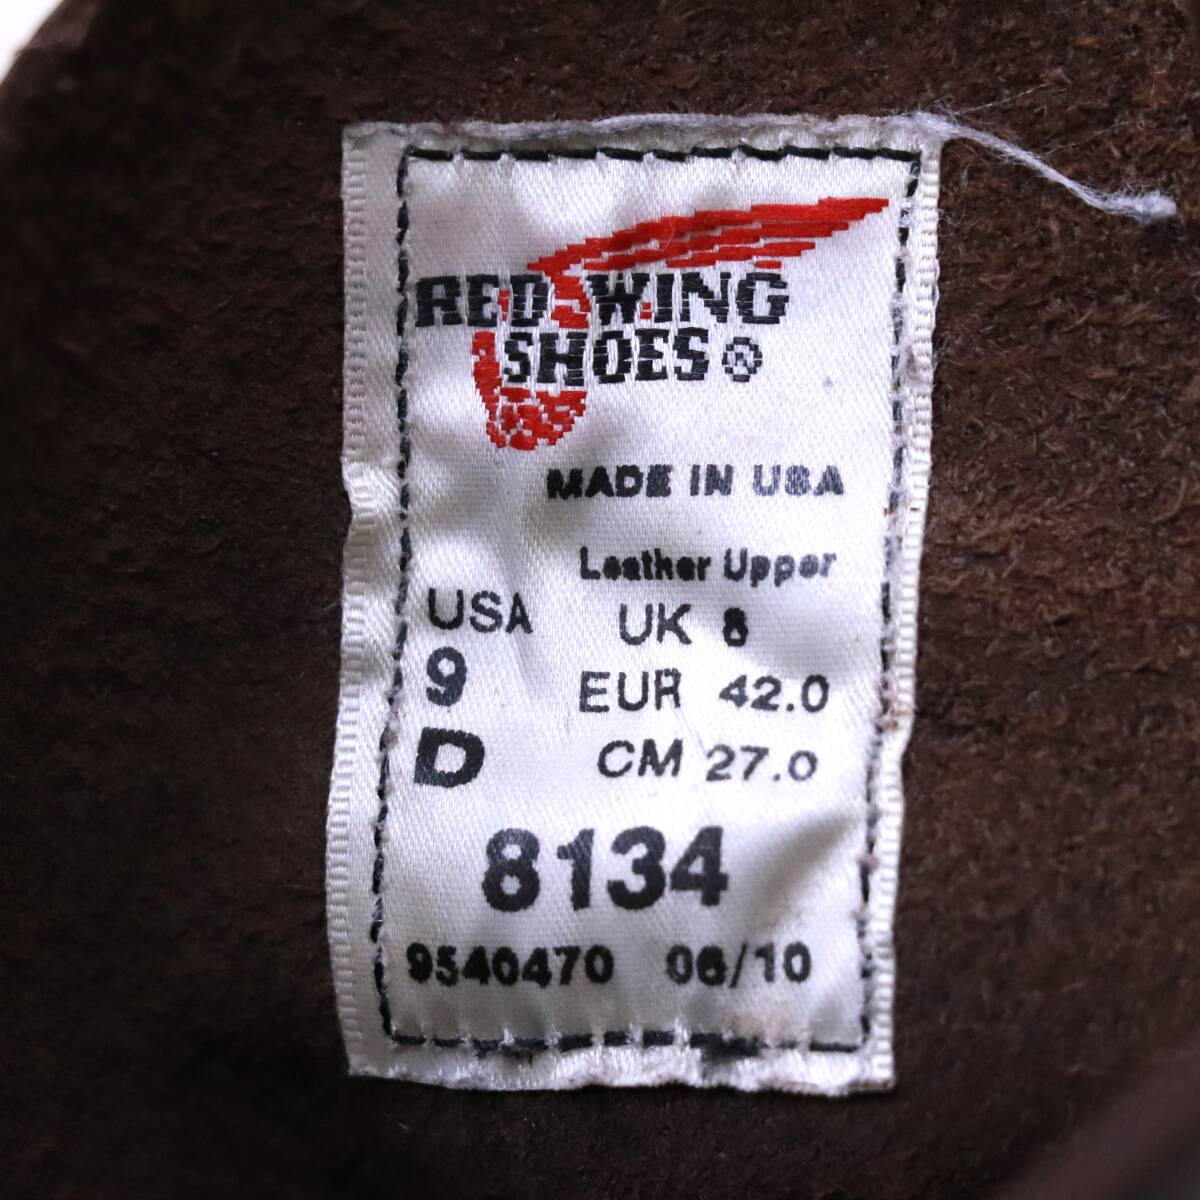 RED WING
SHOES ®
MADE IN USA
Leather Upper
USA UK 8
9 EUR 42.0
D CM 27.0
8134
9540470 06/10